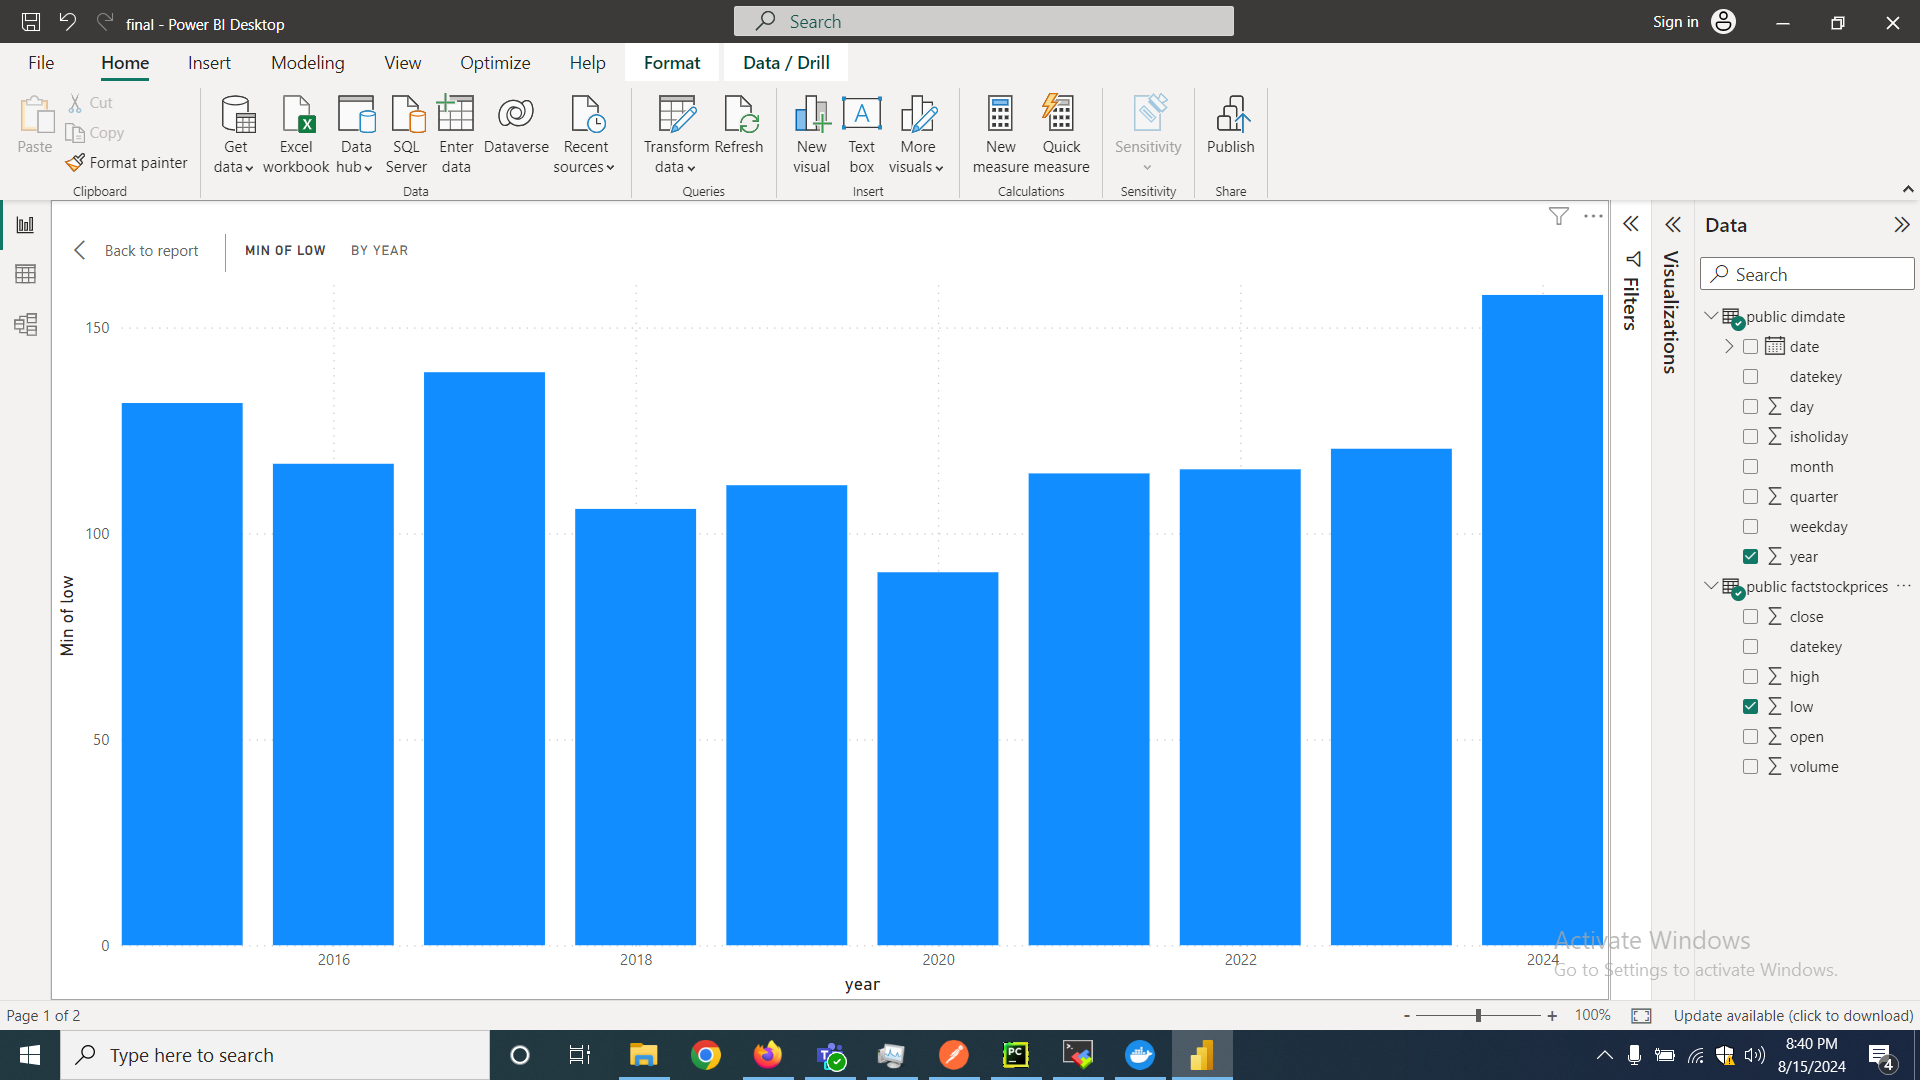 final - Power BI Desktop
Search
Sign in
File Home Insert Modeling View Optimize Help Format Data / Drill
Paste
Cut
Copy
Format painter
Clipboard
Get data
Excel workbook
Data hub
SQL Server
Enter data
Dataverse
Recent sources
Data
Transform data
Refresh
Queries
New visual
Text box
A
More visuals
Insert
New measure
Quick measure
Calculations
Sensitivity
Sensitivity
Publish
Share
Back to report
MIN OF LOW
BY YEAR
150
100
50
0
Min of low
2016 2018 2020 2022 2024
year
Filters
Visualizations
Data
Search
public dimdate
date
datekey
day
isholiday
month
quarter
weekday
year
public factstockprices
close
datekey
high
low
open
volume
Activate Windows
Go to Settings to activate Windows.
Page 1 of 2
100%
Update available (click to download)
Type here to search
PC
8:40 PM
8/15/2024
4